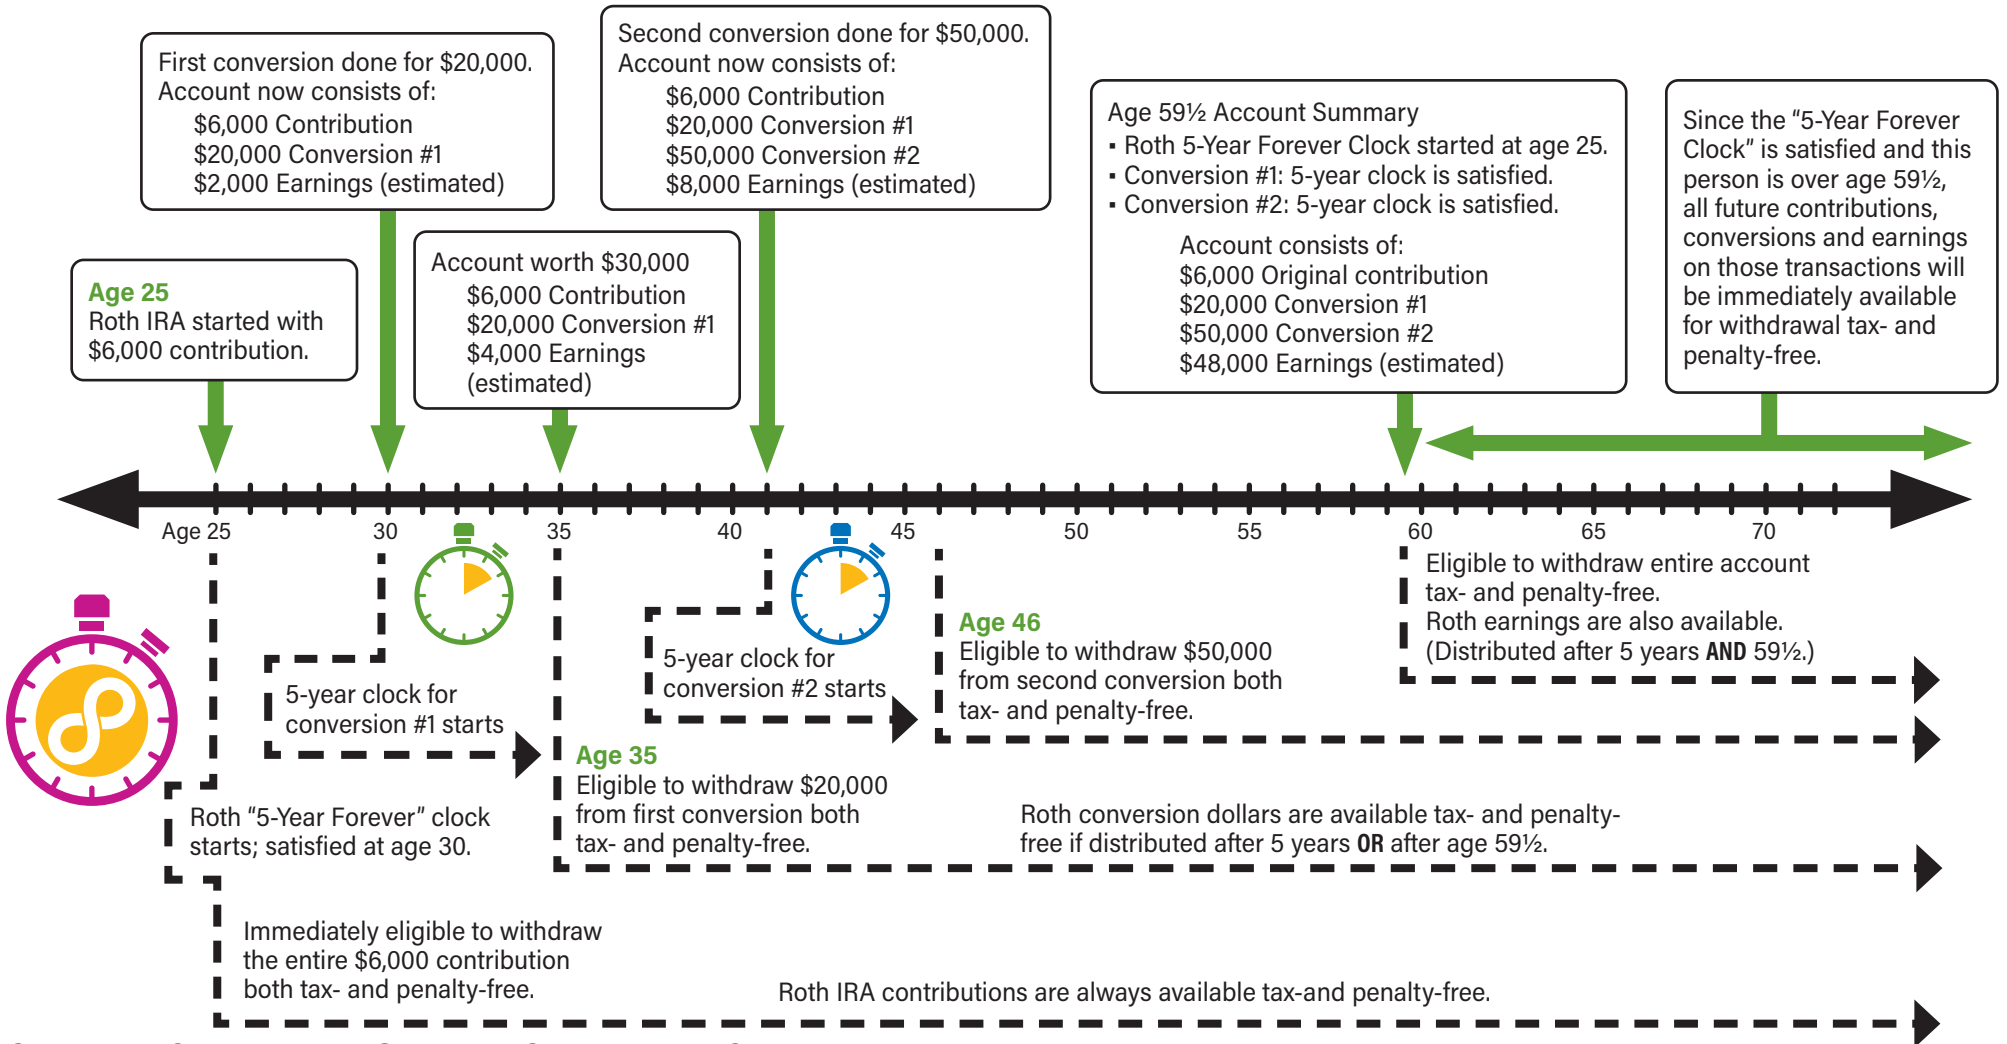 First conversion done for $20,000.
Account now consists of:
$6,000 Contribution
$20,000 Conversion #1
$2,000 Earnings (estimated)
Second conversion done for $50,000.
Account now consists of:
$6,000 Contribution
$20,000 Conversion #1
$50,000 Conversion #2
$8,000 Earnings (estimated)
Age 59½ Account Summary
▪ Roth 5-Year Forever Clock started at age 25.
▪ Conversion #1: 5-year clock is satisfied.
▪ Conversion #2: 5-year clock is satisfied.
Account consists of:
$6,000 Original contribution
$20,000 Conversion #1
$50,000 Conversion #2
$48,000 Earnings (estimated)
Since the "5-Year Forever
Clock" is satisfied and this
person is over age 59½,
all future contributions,
conversions and earnings
on those transactions will
be immediately available
for withdrawal tax- and
penalty-free.
Age 25
Roth IRA started with
$6,000 contribution.
Account worth $30,000
$6,000 Contribution
$20,000 Conversion #1
$4,000 Earnings
(estimated)
Age 25 30 35 40 45 50 55 60 65 70
Eligible to withdraw entire account
tax- and penalty-free.
Roth earnings are also available.
(Distributed after 5 years AND 59½.)
5-year clock for
conversion #1 starts
5-year clock for
conversion #2 starts
Age 46
Eligible to withdraw $50,000
from second conversion both
tax- and penalty-free.
Age 35
Eligible to withdraw $20,000
from first conversion both
tax- and penalty-free.
Roth "5-Year Forever" clock
starts; satisfied at age 30.
Roth conversion dollars are available tax- and penalty-
free if distributed after 5 years OR after age 59½.
Immediately eligible to withdraw
the entire $6,000 contribution
both tax- and penalty-free.
Roth IRA contributions are always available tax-and penalty-free.